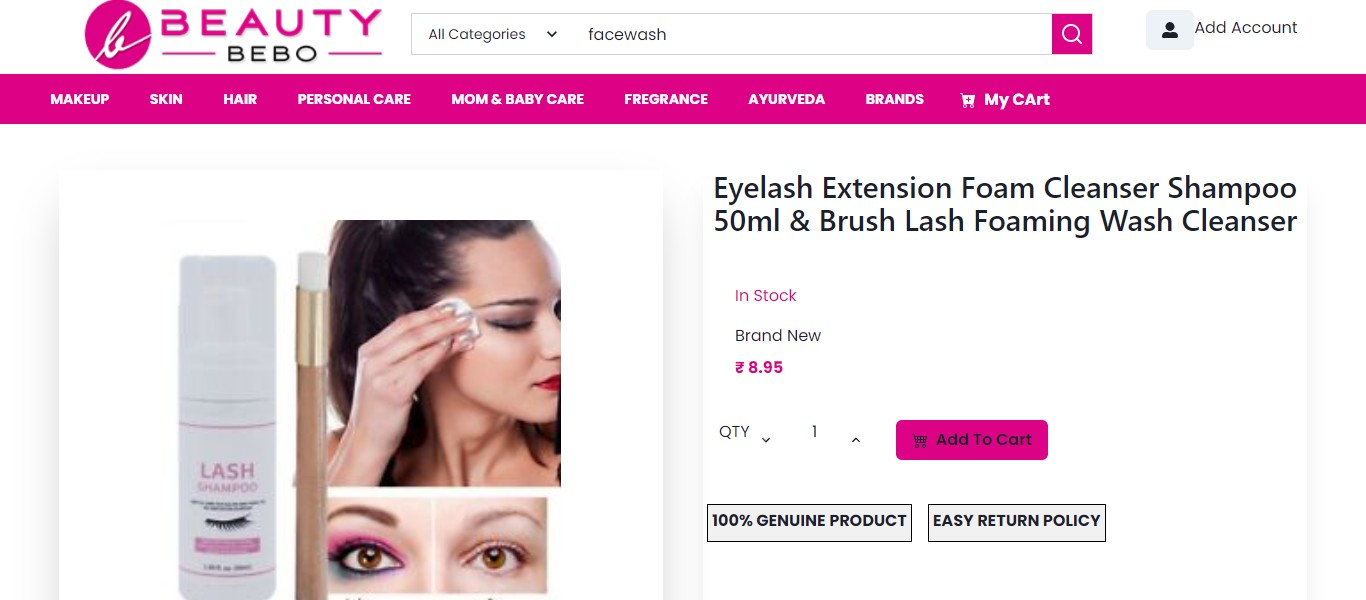 BEAUTY
BEBO
All Categories
facewash
Add Account
MAKEUP
SKIN
HAIR
PERSONAL CARE
MOM & BABY CARE
FREGRANCE
AYURVEDA
BRANDS
My CArt
Eyelash Extension Foam Cleanser Shampoo
50ml & Brush Lash Foaming Wash Cleanser
In Stock
Brand New
₹ 8.95
QTY
1
Add To Cart
100% GENUINE PRODUCT
EASY RETURN POLICY
LASH
SHAMPOO